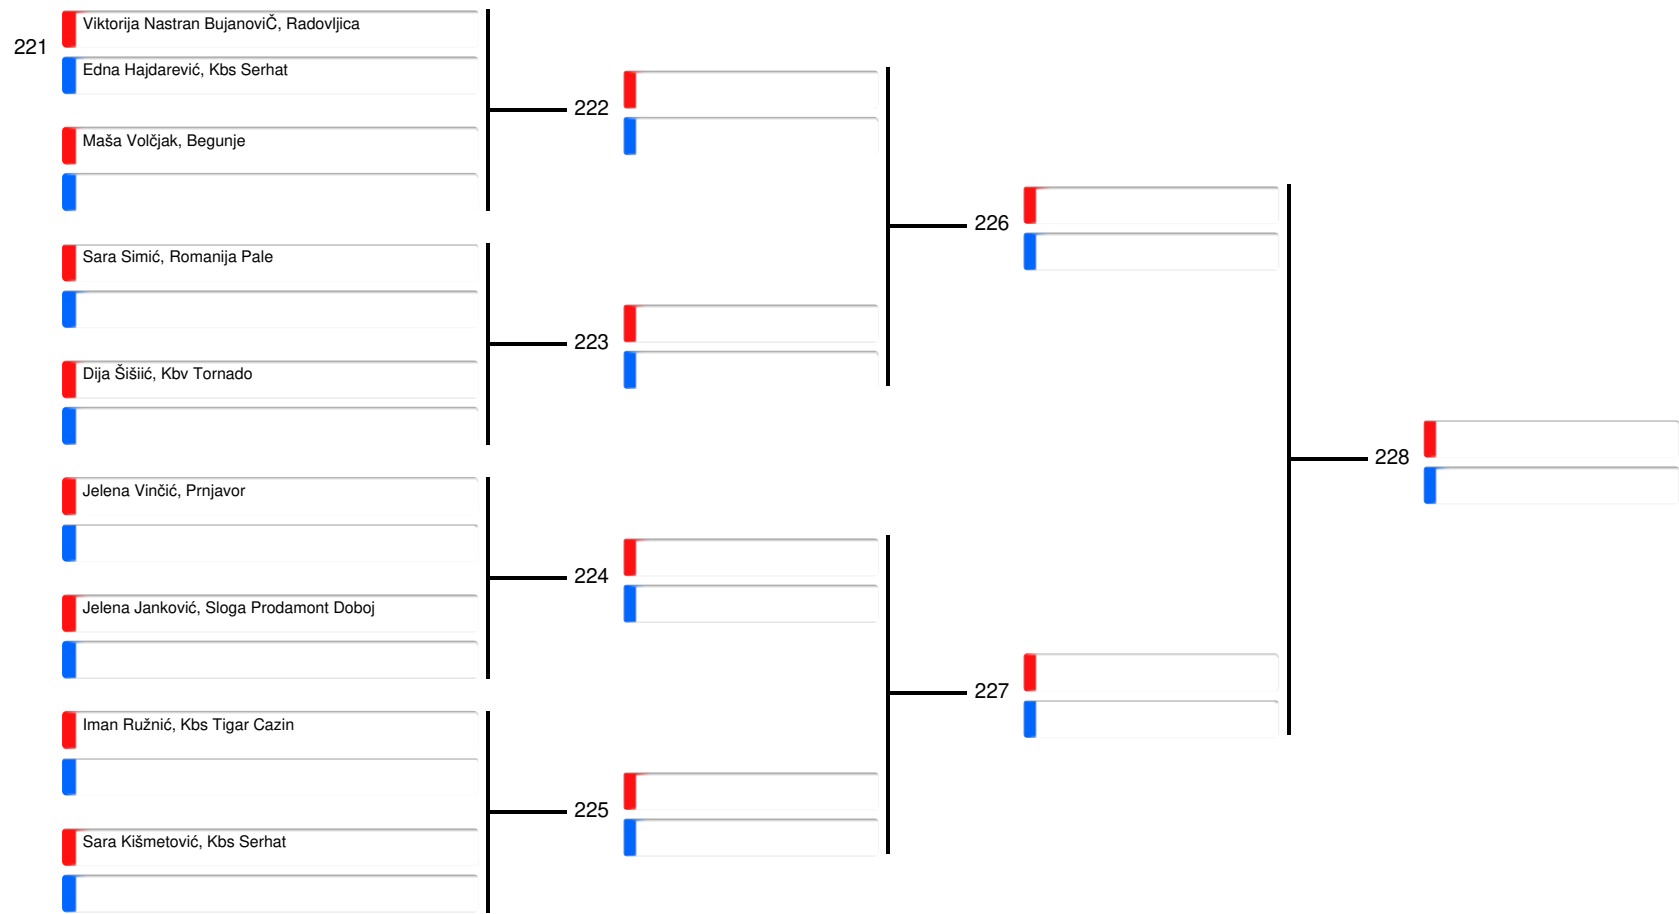 Viktorija Nastran BujanoviČ, Radovljica
221
Edna Hajdarević, Kbs Serhat
222
Maša Volčjak, Begunje
226
Sara Simić, Romanija Pale
223
Dija Šišiić, Kbv Tornado
228
Jelena Vinčić, Prnjavor
224
Jelena Janković, Sloga Prodamont Doboj
227
Iman Ružnić, Kbs Tigar Cazin
225
Sara Kišmetović, Kbs Serhat